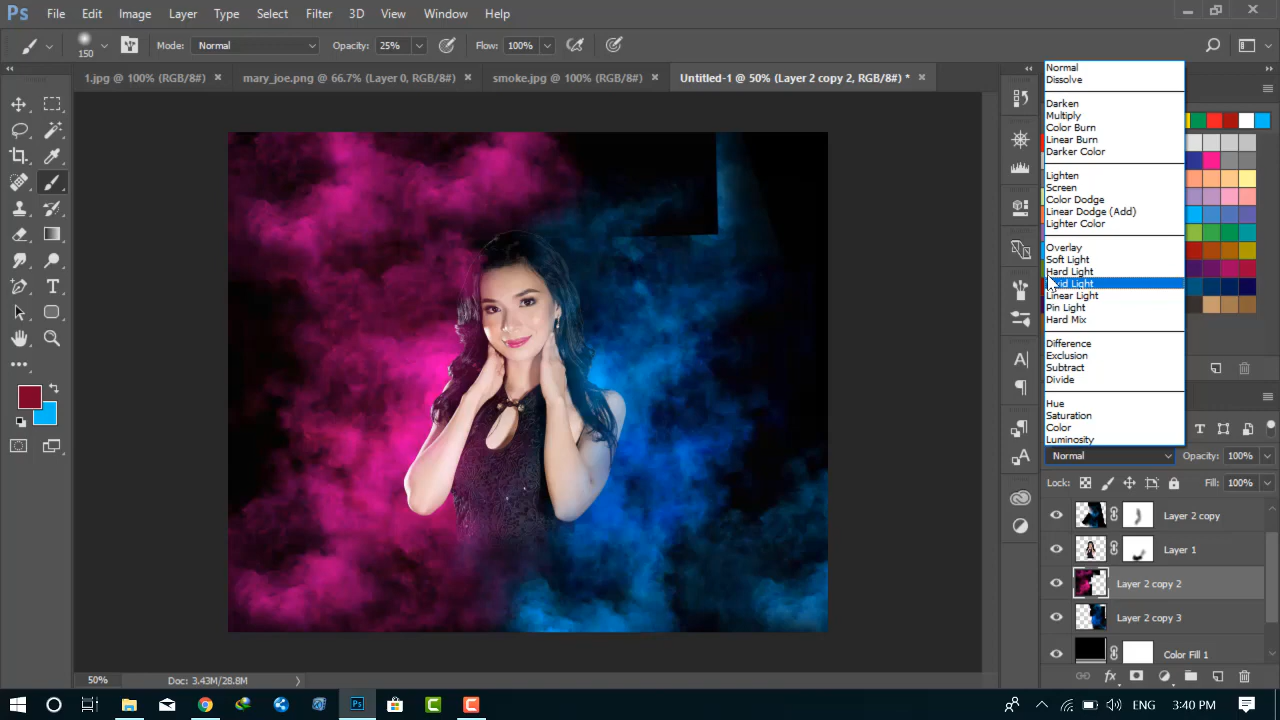 Ps File Edit Image Layer Type Select Filter 3D View Window Help
150 Mode: Normal Opacity: 25% Flow: 100%
1.jpg @ 100% (RGB/8#) × mary_joe.png @ 66.7% (Layer 0, RGB/8#) × smoke.jpg @ 100% (RGB/8#) × Untitled-1 @ 50% (Layer 2 copy 2, RGB/8#) * ×
Normal
Dissolve
Darken
Multiply
Color Burn
Linear Burn
Darker Color
Lighten
Screen
Color Dodge
Linear Dodge (Add)
Lighter Color
Overlay
Soft Light
Hard Light
Light
Linear Light
Pin Light
Hard Mix
Difference
Exclusion
Subtract
Divide
Hue
Saturation
Color
Luminosity
Normal Opacity: 100%
Lock: Fill: 100%
Layer 2 copy
Layer 1
Layer 2 copy 2
Layer 2 copy 3
Color Fill 1
50% Doc: 3.43M/28.8M
Ps ENG 3:40 PM